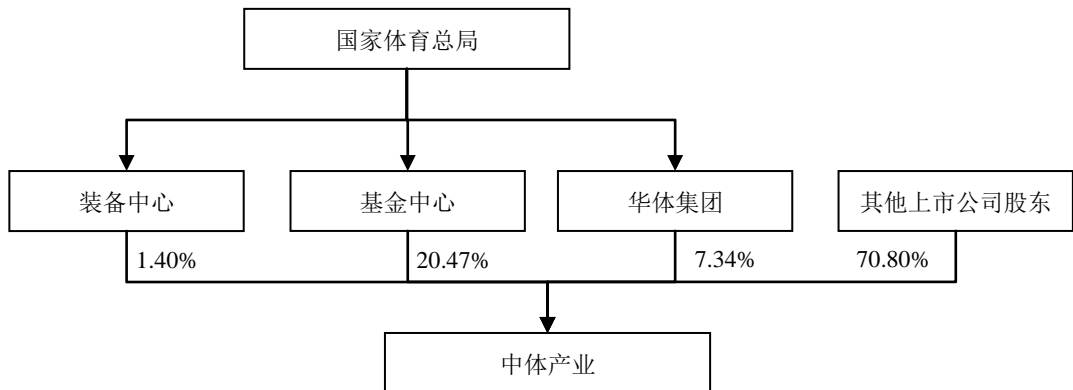 国家体育总局
装备中心
基金中心
华体集团
其他上市公司股东
1.40%
20.47%
7.34%
70.80%
中体产业